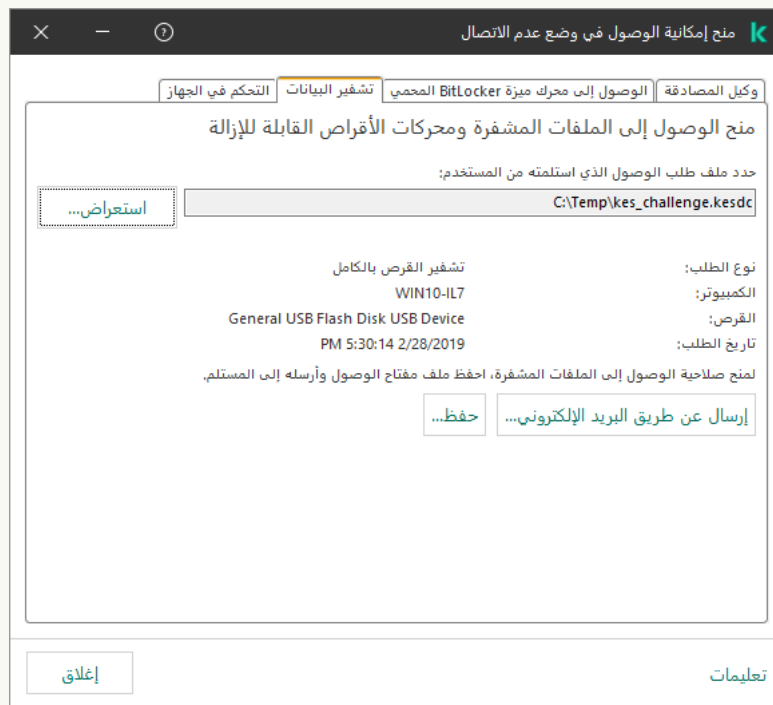 منح إمكانية الوصول في وضع عدم الاتصال
وكيل المصادقة الوصول إلى محرك ميزة BitLocker المحمي تشفير البيانات التحكم في الجهاز
منح الوصول إلى الملفات المشفرة ومحركات الأقراص القابلة للإزالة
حدد ملف طلب الوصول الذي استلمته من المستخدم:
C:\Temp\kes_challenge.kesdc استعراض...
نوع الطلب: تشفير القرص بالكامل
الكمبيوتر: WIN10-IL7
القرص: General USB Flash Disk USB Device
تاريخ الطلب: PM 5:30:14 2/28/2019
لمنح صلاحية الوصول إلى الملفات المشفرة، احفظ ملف مفتاح الوصول وأرسله إلى المستلم.
إرسال عن طريق البريد الإلكتروني... حفظ...
تعليمات إغلاق